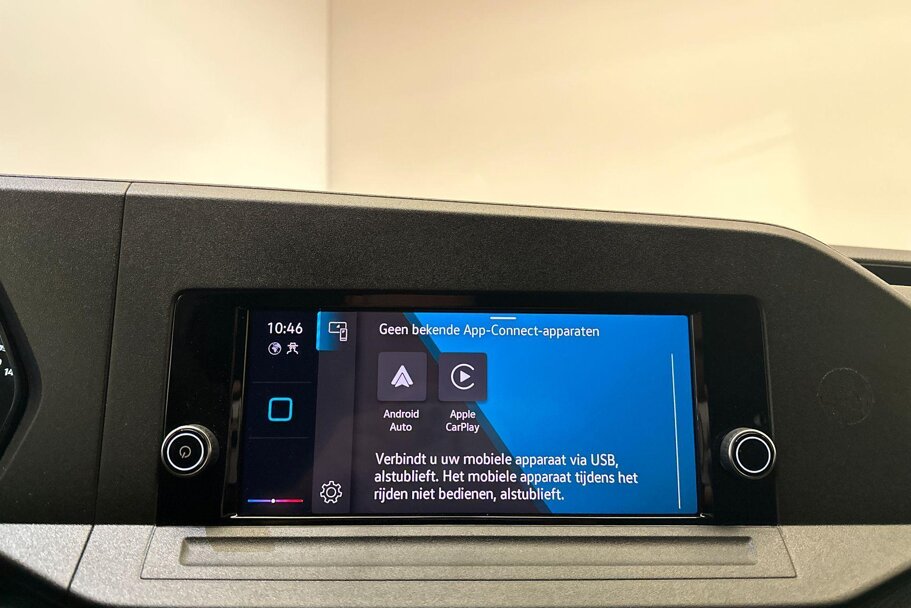 10:46
Geen bekende App-Connect-apparaten
Android
Auto
Apple
CarPlay
Verbindt u uw mobiele apparaat via USB,
alstublieft. Het mobiele apparaat tijdens het
rijden niet bedienen, alstublieft.
14